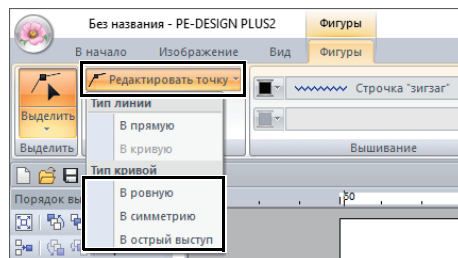 Без названия - PE-DESIGN PLUS2
Фигуры
В начало
Изображение
Вид
Фигуры
Выделить
Выделить
Редактировать точку
Тип линии
В прямую
В кривую
Тип кривой
В ровную
В симметрию
В острый выступ
Строчка "зигзаг"
Вышивание
Порядок вы
50